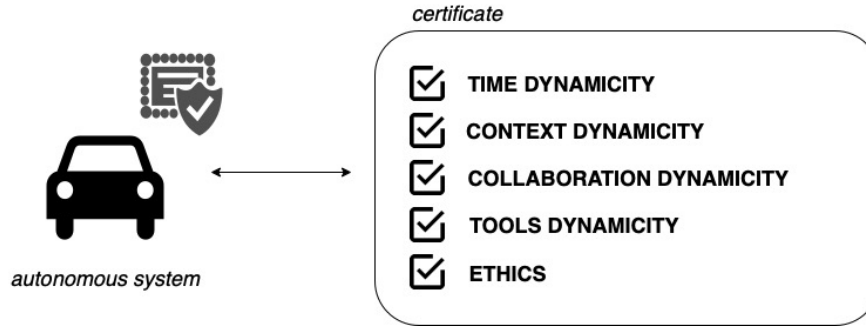 certificate
TIME DYNAMICITY
CONTEXT DYNAMICITY
COLLABORATION DYNAMICITY
TOOLS DYNAMICITY
ETHICS
autonomous system